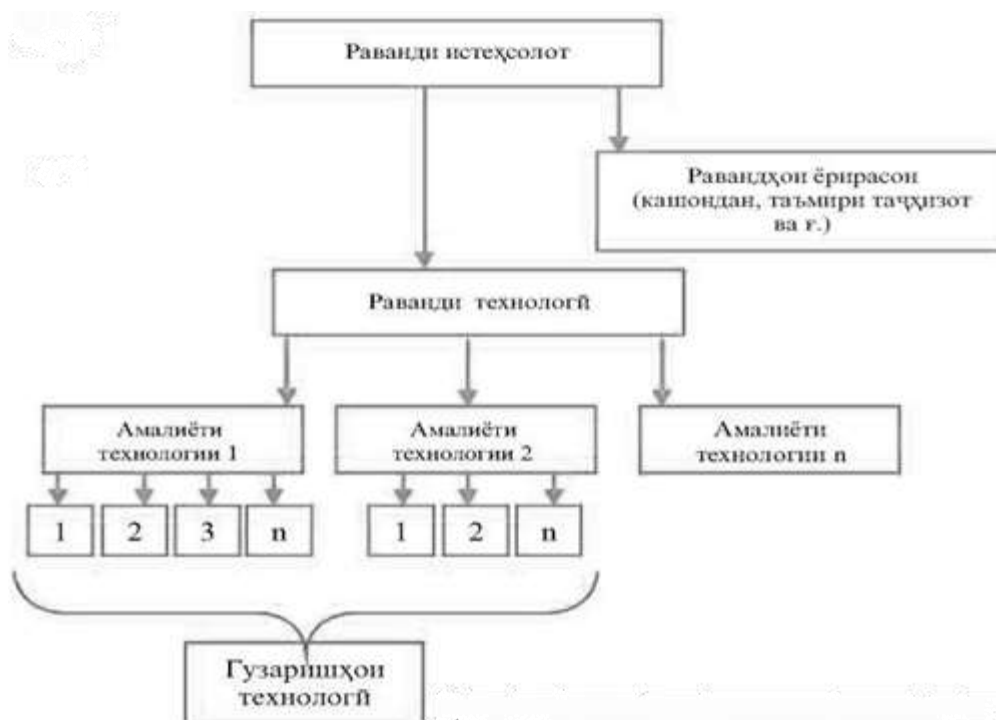 Раванди истеҳсолот
Равандҳои ёрирасон
(кашондан, таъмири таҷҳизот
ва ғ.)
Раванди технологӣ
Амалиёти
технологии 1
Амалиёти
технологии 2
Амалиёти
технологии n
1 2 3 n
1 2 n
Гузаришҳои
технологӣ